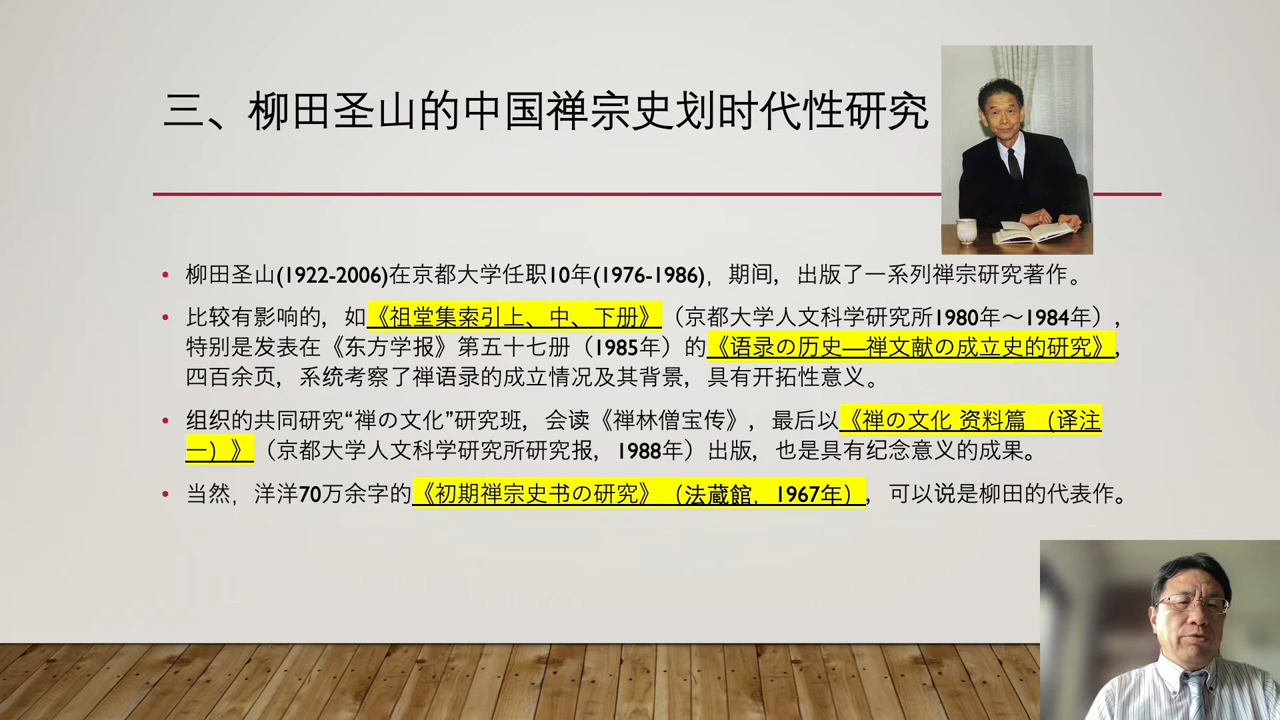 三、柳田圣山的中国禅宗史划时代性研究
• 柳田圣山(1922-2006)在京都大学任职10年(1976-1986)，期间，出版了一系列禅宗研究著作。
• 比较有影响的，如《祖堂集索引上、中、下册》（京都大学人文科学研究所1980年～1984年），
特别是发表在《东方学报》第五十七册（1985年）的《语录の历史—禅文献の成立史的研究》，
四百余页，系统考察了禅语录的成立情况及其背景，具有开拓性意义。
• 组织的共同研究“禅の文化”研究班，会读《禅林僧宝传》，最后以《禅の文化 资料篇 （译注
一）》（京都大学人文科学研究所研究报，1988年）出版，也是具有纪念意义的成果。
• 当然，洋洋70万余字的《初期禅宗史书の研究》（法蔵館，1967年），可以说是柳田的代表作。